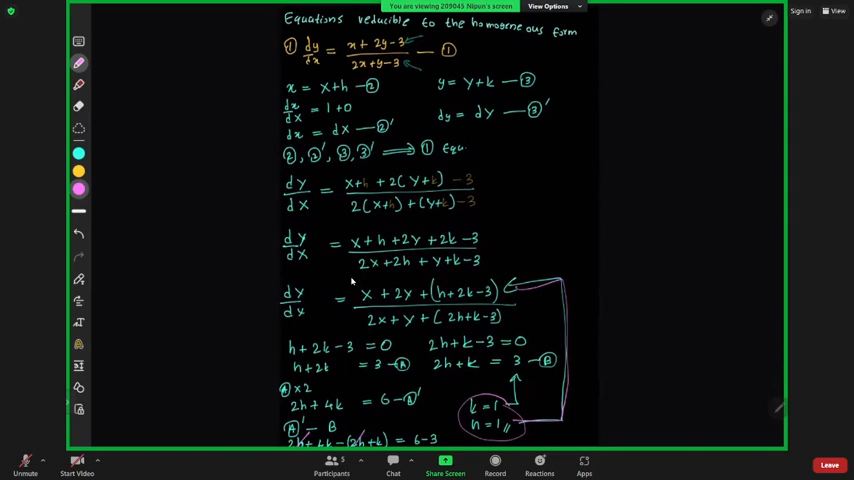 You are viewing 209045 Nipun's screen
View Options
Sign in
View
Equations reducible to the homogeneous form
① dy/dx = (x + 2y - 3)/(2x + y - 3) — ①
x = X + h — ②
y = Y + k — ③
dx/dX = 1 + 0
dy = dY — ③'
dx = dX — ②'
②, ②', ③, ③' ⟹ ① Equ.
dY/dX = (X + h + 2(Y + k) - 3)/(2(X + h) + (Y + k) - 3)
dY/dX = (X + h + 2Y + 2k - 3)/(2X + 2h + Y + k - 3)
dY/dX = (X + 2Y + (h + 2k - 3))/(2X + Y + (2h + k - 3))
h + 2k - 3 = 0
2h + k - 3 = 0
h + 2k = 3 — Ⓐ
2h + k = 3 — Ⓑ
Ⓐ × 2
2h + 4k = 6 — Ⓐ'
k = 1
h = 1 //
Ⓐ' — B
2h + 4k - (2h + k) = 6 - 3
Unmute
Start Video
Participants
5
Chat
Share Screen
Record
Reactions
Apps
Leave